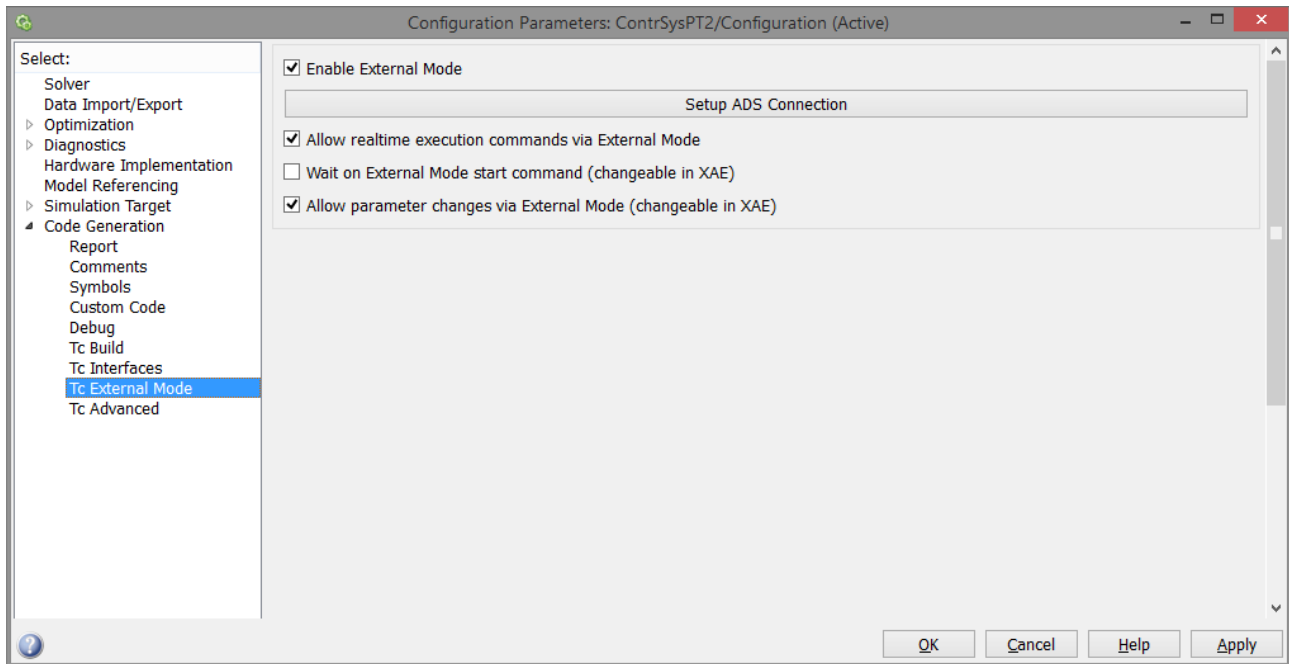 Configuration Parameters: ContrSysPT2/Configuration (Active)
Select:
Solver
Data Import/Export
Optimization
Diagnostics
Hardware Implementation
Model Referencing
Simulation Target
Code Generation
Report
Comments
Symbols
Custom Code
Debug
Tc Build
Tc Interfaces
Tc External Mode
Tc Advanced
Enable External Mode
Setup ADS Connection
Allow realtime execution commands via External Mode
Wait on External Mode start command (changeable in XAE)
Allow parameter changes via External Mode (changeable in XAE)
OK Cancel Help Apply